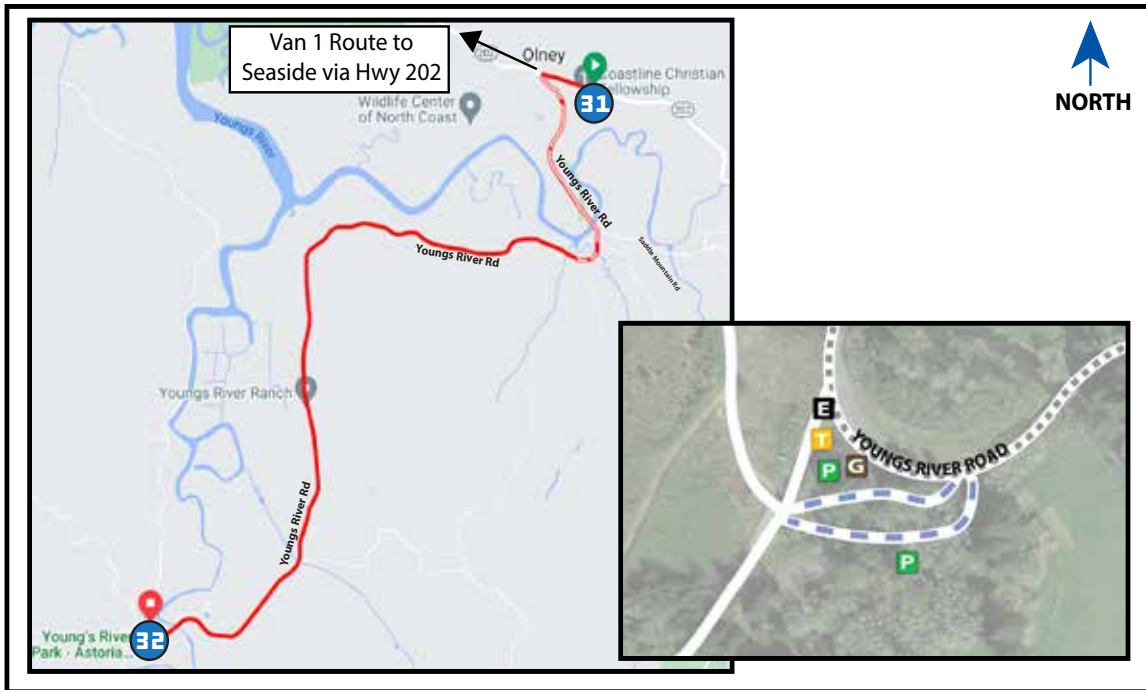 Van 1 Route to
Seaside via Hwy 202
NORTH
202
Olney
Coastline Christian
Fellowship
31
Wildlife Center
of North Coast
202
Youngs River
Youngs River Rd
Youngs River Rd
Saddle Mountain Rd
Youngs River Ranch
Youngs River Rd
Young's River
Park - Astoria...
32
E
T
P
G
YOUNGS RIVER ROAD
P